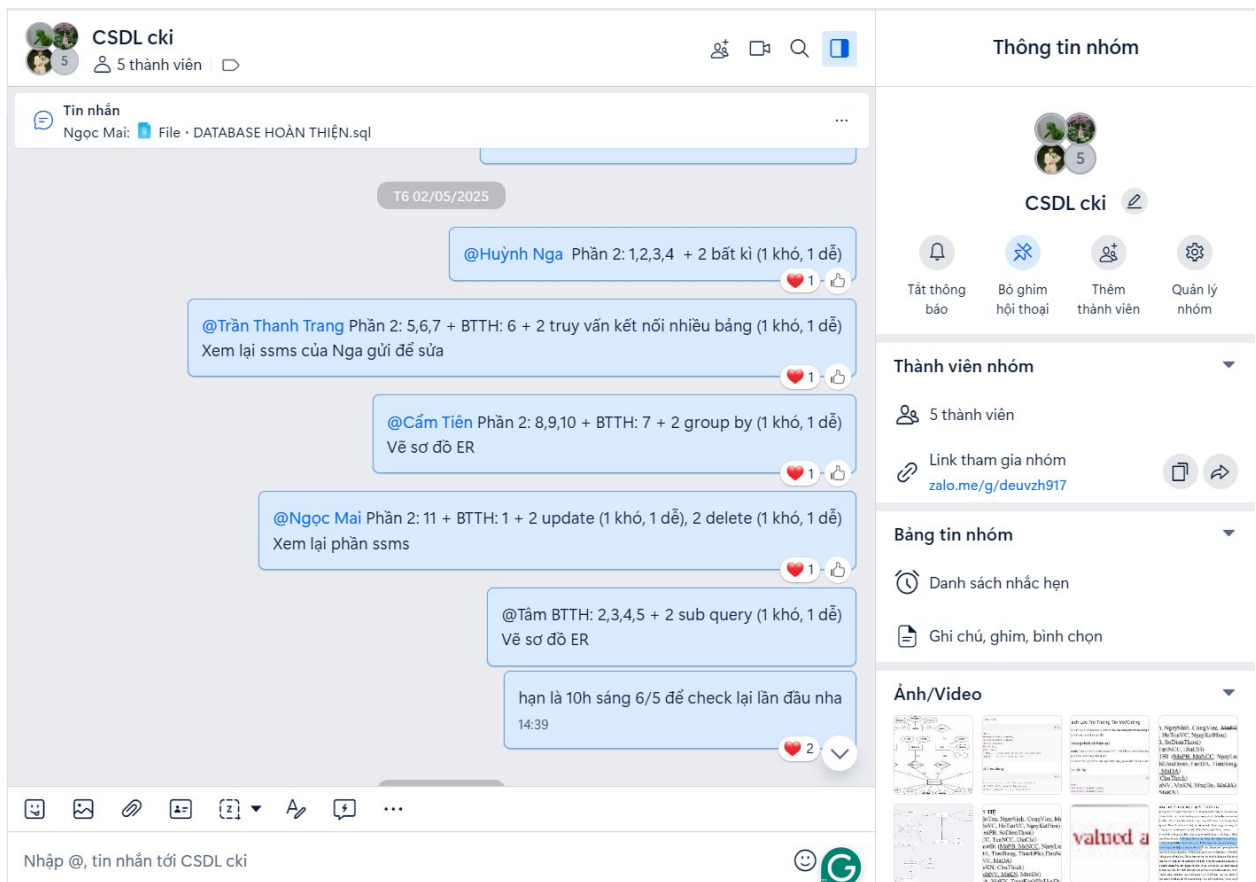 CSDL cki
5
5 thành viên
Tin nhắn
Ngọc Mai: File • DATABASE HOÀN THIỆN.sql
...
T6 02/05/2025
@Huỳnh Nga Phần 2: 1,2,3,4 + 2 bất kì (1 khó, 1 dễ)
1
@Trần Thanh Trang Phần 2: 5,6,7 + BTTH: 6 + 2 truy vấn kết nối nhiều bảng (1 khó, 1 dễ)
Xem lại ssms của Nga gửi để sửa
1
@Cẩm Tiên Phần 2: 8,9,10 + BTTH: 7 + 2 group by (1 khó, 1 dễ)
Vẽ sơ đồ ER
1
@Ngọc Mai Phần 2: 11 + BTTH: 1 + 2 update (1 khó, 1 dễ), 2 delete (1 khó, 1 dễ)
Xem lại phần ssms
1
@Tâm BTTH: 2,3,4,5 + 2 sub query (1 khó, 1 dễ)
Vẽ sơ đồ ER
hạn là 10h sáng 6/5 để check lại lần đầu nha
14:39
2
Nhập @, tin nhắn tới CSDL cki
Thông tin nhóm
5
CSDL cki
Tắt thông báo
Bỏ ghim hội thoại
Thêm thành viên
Quản lý nhóm
Thành viên nhóm
5 thành viên
Link tham gia nhóm
zalo.me/g/deuvzh917
Bảng tin nhóm
Danh sách nhắc hẹn
Ghi chú, ghim, bình chọn
Ảnh/Video
valued a